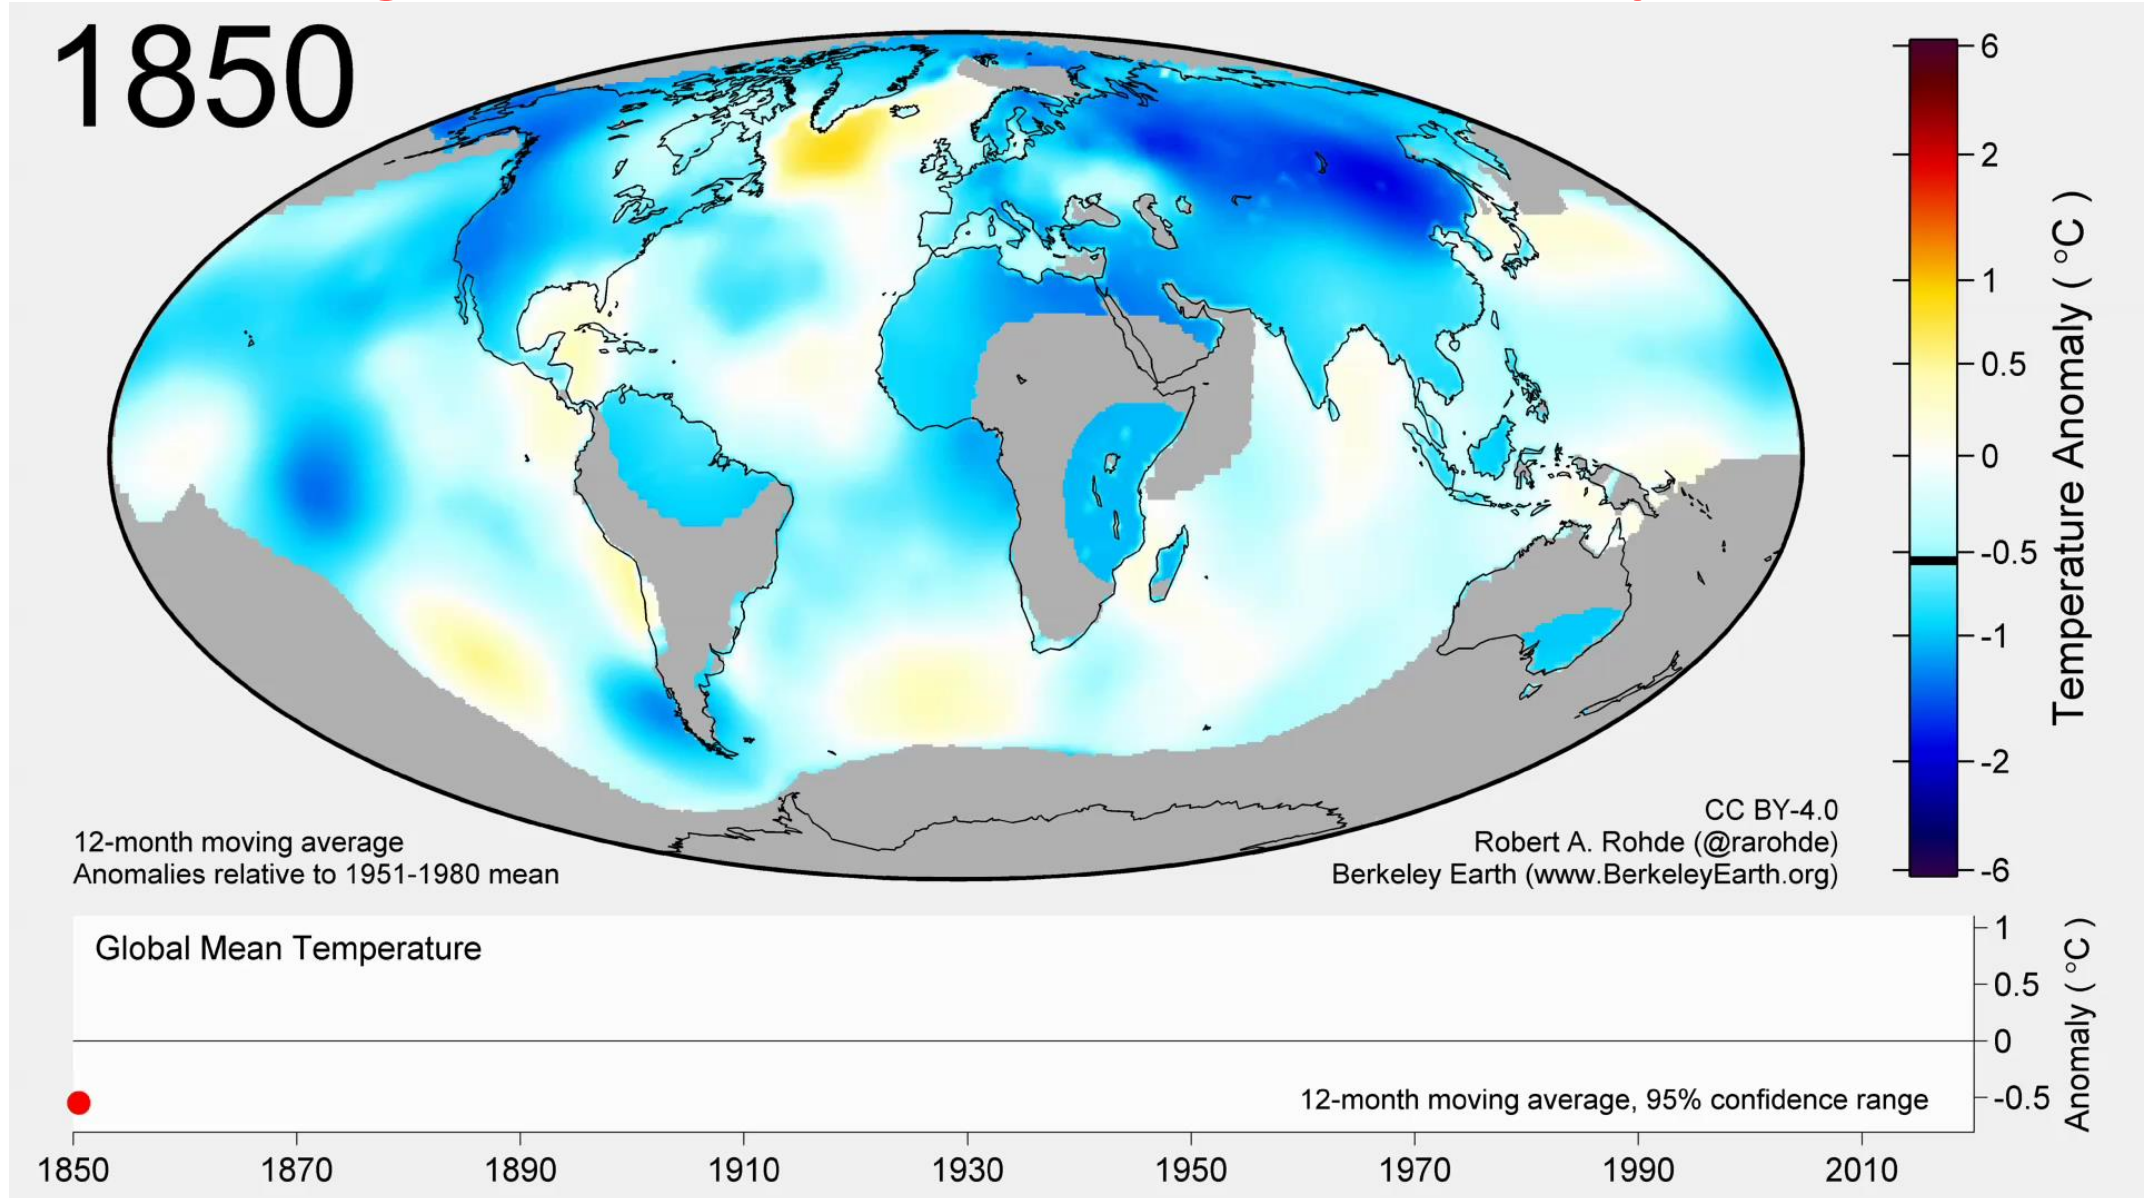 1850
6
2
1
0.5
0
-0.5
-1
-2
-6
Temperature Anomaly ( °C )
12-month moving average
Anomalies relative to 1951-1980 mean
CC BY-4.0
Robert A. Rohde (@rarohde)
Berkeley Earth (www.BerkeleyEarth.org)
Global Mean Temperature
1
0.5
0
-0.5
Anomaly ( °C )
12-month moving average, 95% confidence range
1850 1870 1890 1910 1930 1950 1970 1990 2010